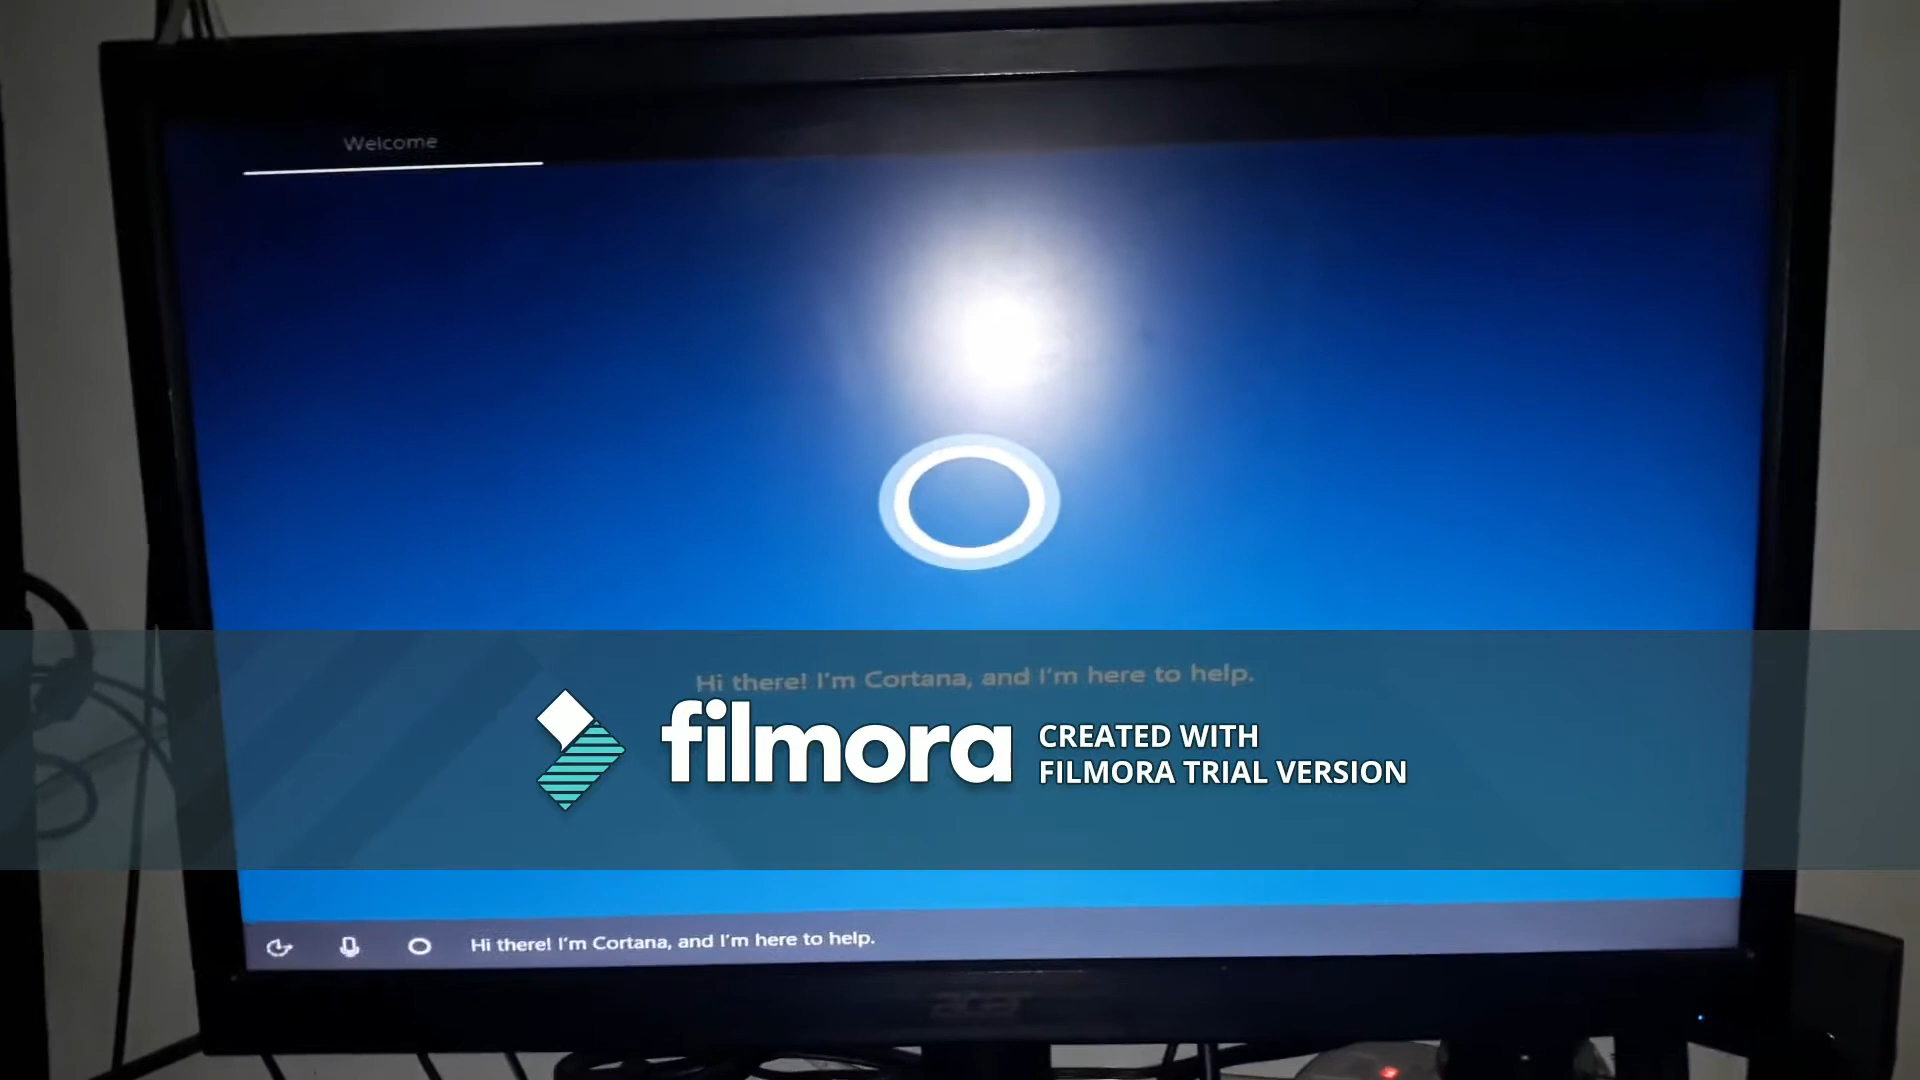 Welcome
Hi there! I'm Cortana, and I'm here to help.
filmora
CREATED WITH
FILMORA TRIAL VERSION
Hi there! I'm Cortana, and I'm here to help.
acer